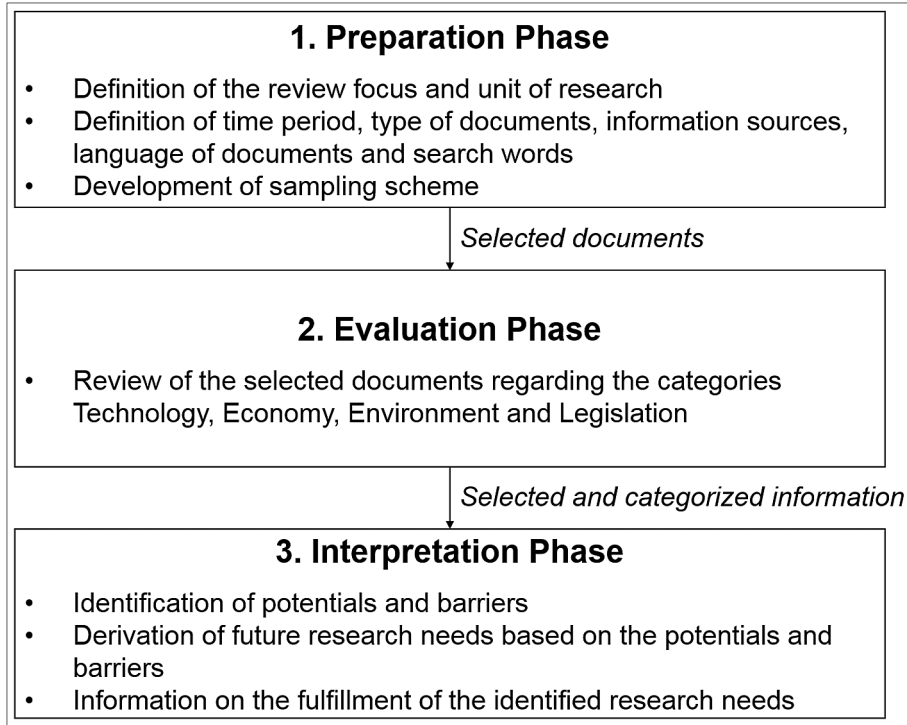 1. Preparation Phase
• Definition of the review focus and unit of research
• Definition of time period, type of documents, information sources,
language of documents and search words
• Development of sampling scheme
Selected documents
2. Evaluation Phase
• Review of the selected documents regarding the categories
Technology, Economy, Environment and Legislation
Selected and categorized information
3. Interpretation Phase
• Identification of potentials and barriers
• Derivation of future research needs based on the potentials and
barriers
• Information on the fulfillment of the identified research needs